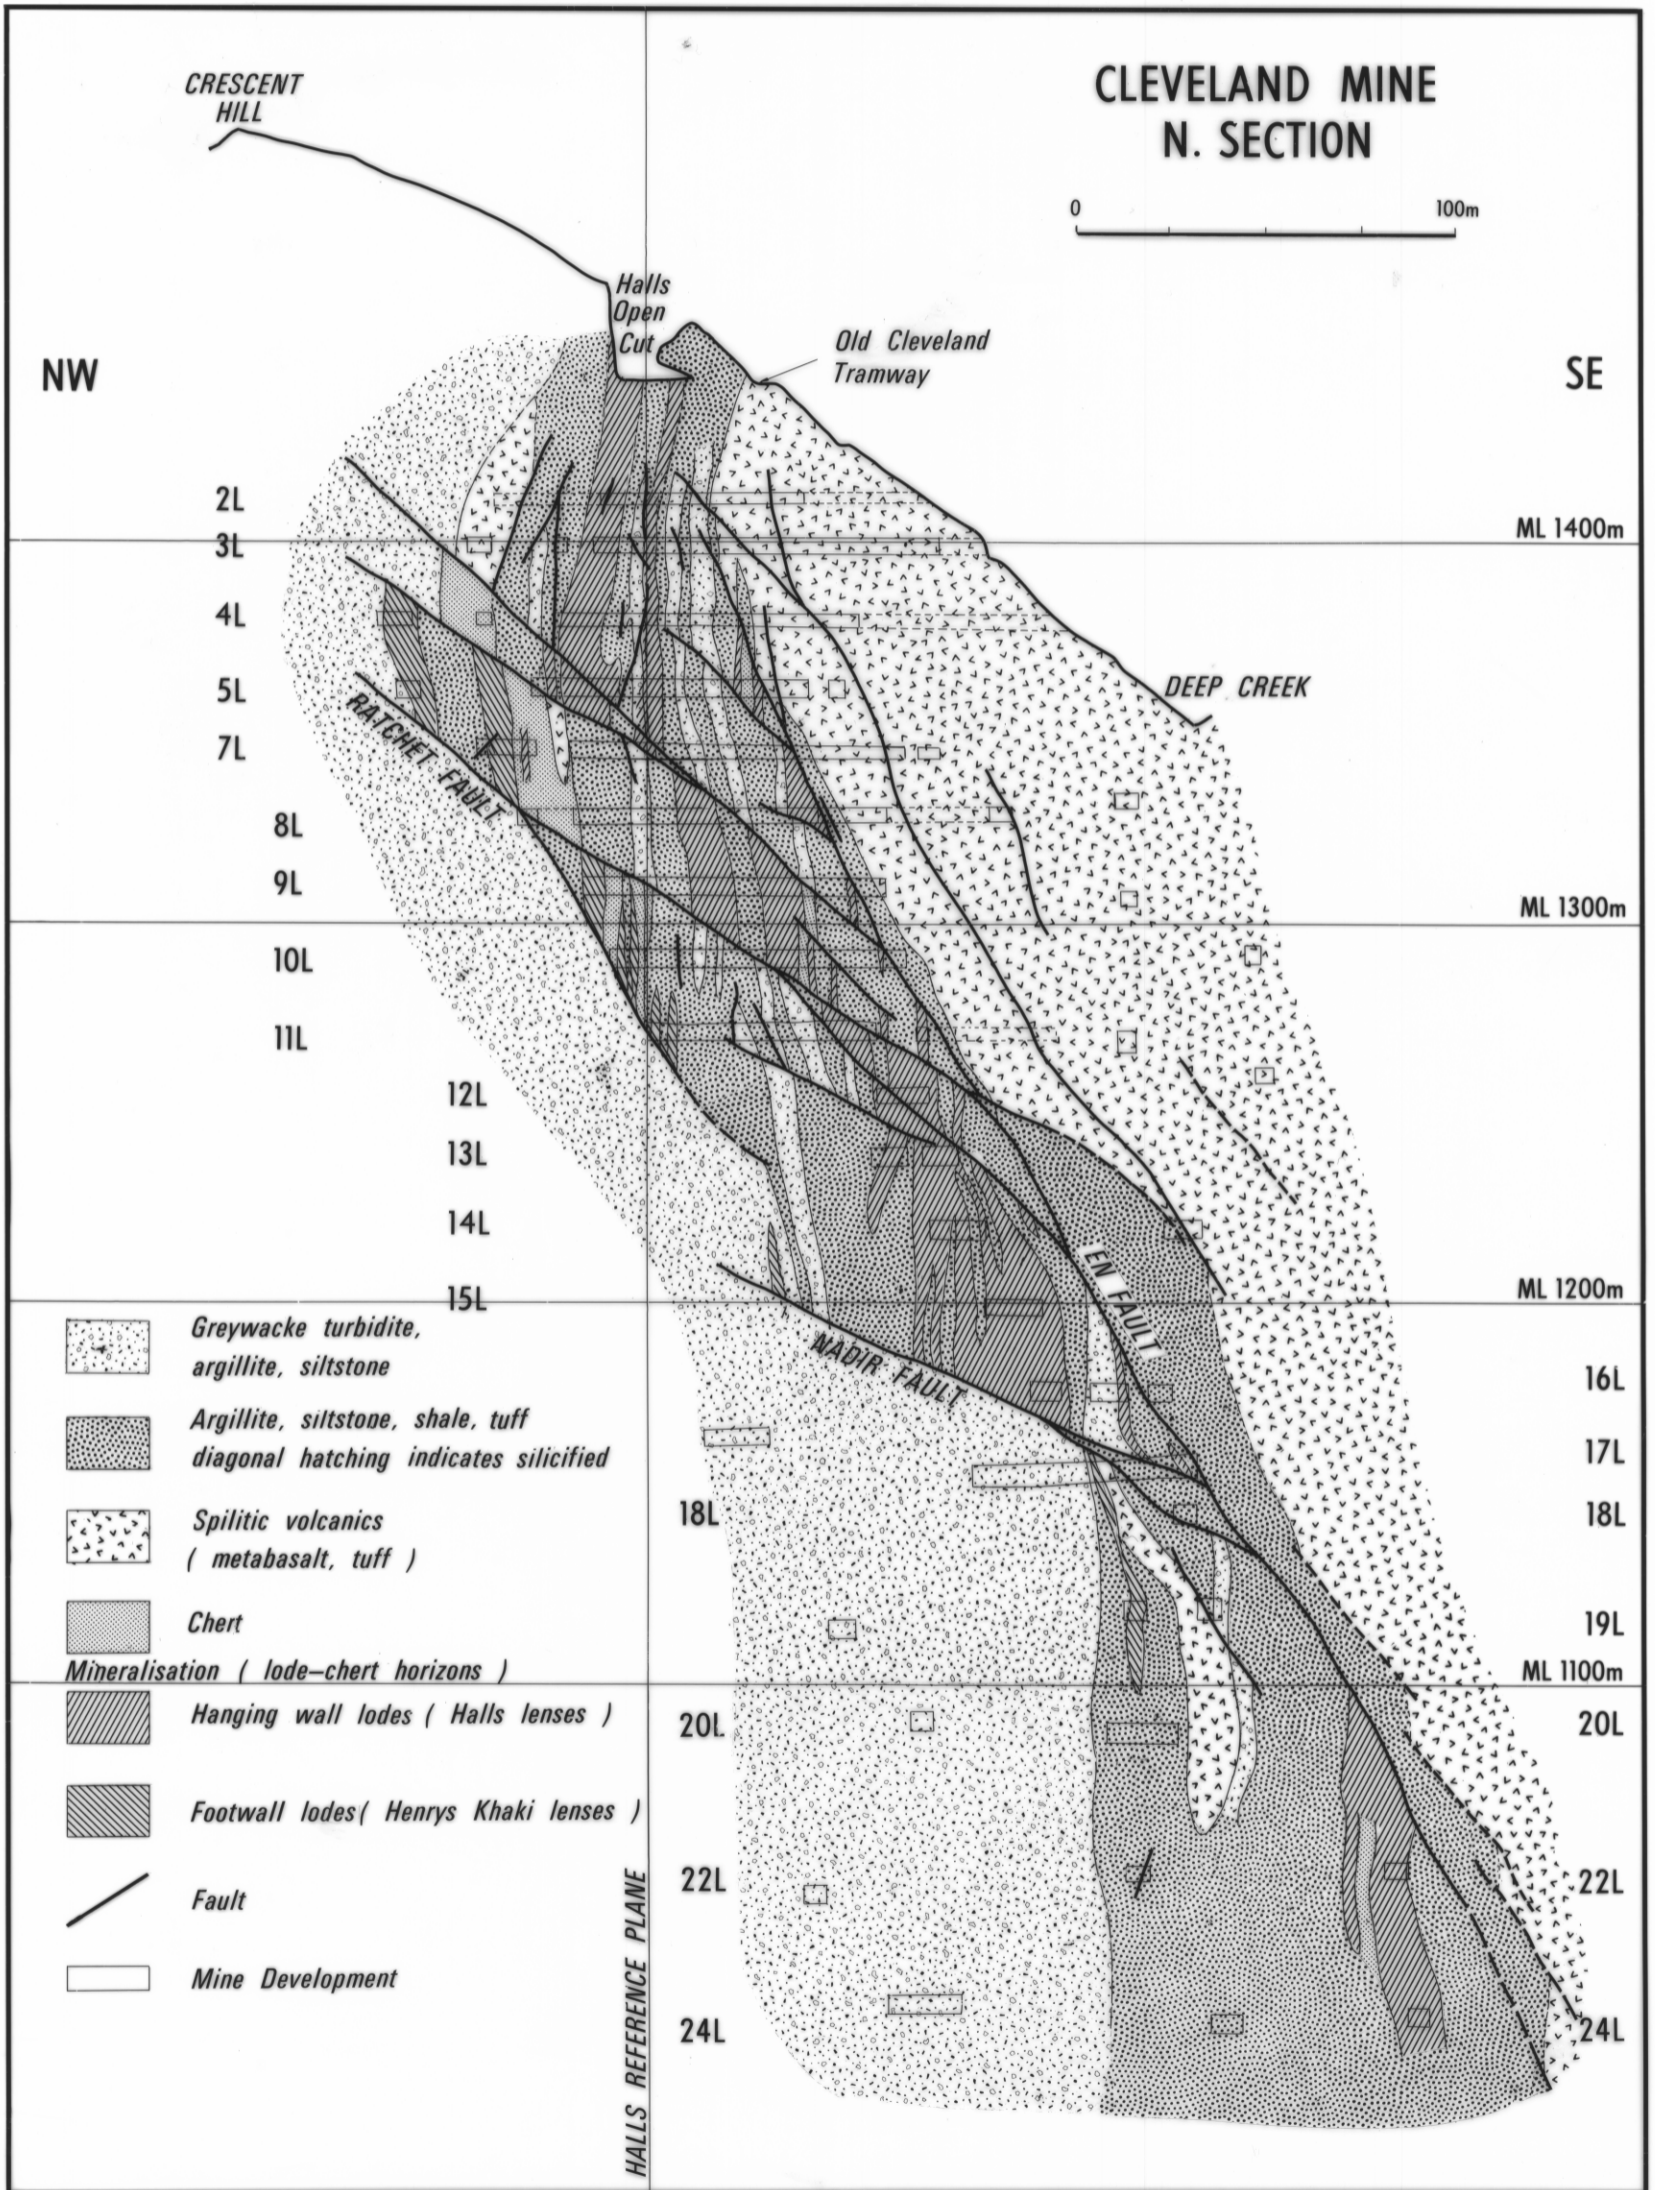 CRESCENT
HILL
CLEVELAND MINE
N. SECTION
0 100m
Halls
Open
Cut
Old Cleveland
Tramway
NW
SE
2L
ML 1400m
3L
4L
5L
DEEP CREEK
7L
RATCHET FAULT
8L
9L
ML 1300m
10L
11L
12L
13L
14L
EN FAULT
15L
ML 1200m
NADIR FAULT
16L
17L
18L
18L
19L
ML 1100m
20L
20L
22L
22L
24L
24L
HALLS REFERENCE PLANE
Greywacke turbidite,
argillite, siltstone
Argillite, siltstone, shale, tuff
diagonal hatching indicates silicified
Spilitic volcanics
( metabasalt, tuff )
Chert
Mineralisation ( lode-chert horizons )
Hanging wall lodes ( Halls lenses )
Footwall lodes ( Henrys Khaki lenses )
Fault
Mine Development